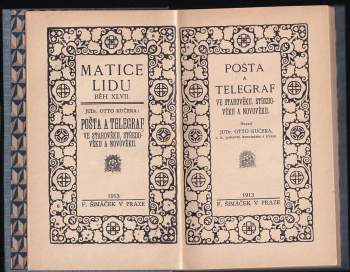 MATICE
LIDU
BĚH XLVII.
JUDr. OTTO KUČERA:
POŠTA A TELEGRAF
VE STAROVĚKU, STŘEDO-
VĚKU A NOVOVĚKU.
1913
F. ŠIMÁČEK V PRAZE
POŠTA
A
TELEGRAF
VE STAROVĚKU, STŘEDO-
VĚKU A NOVOVĚKU.
Napsal
JUDr. OTTO KUČERA,
1913
F. ŠIMÁČEK V PRAZE